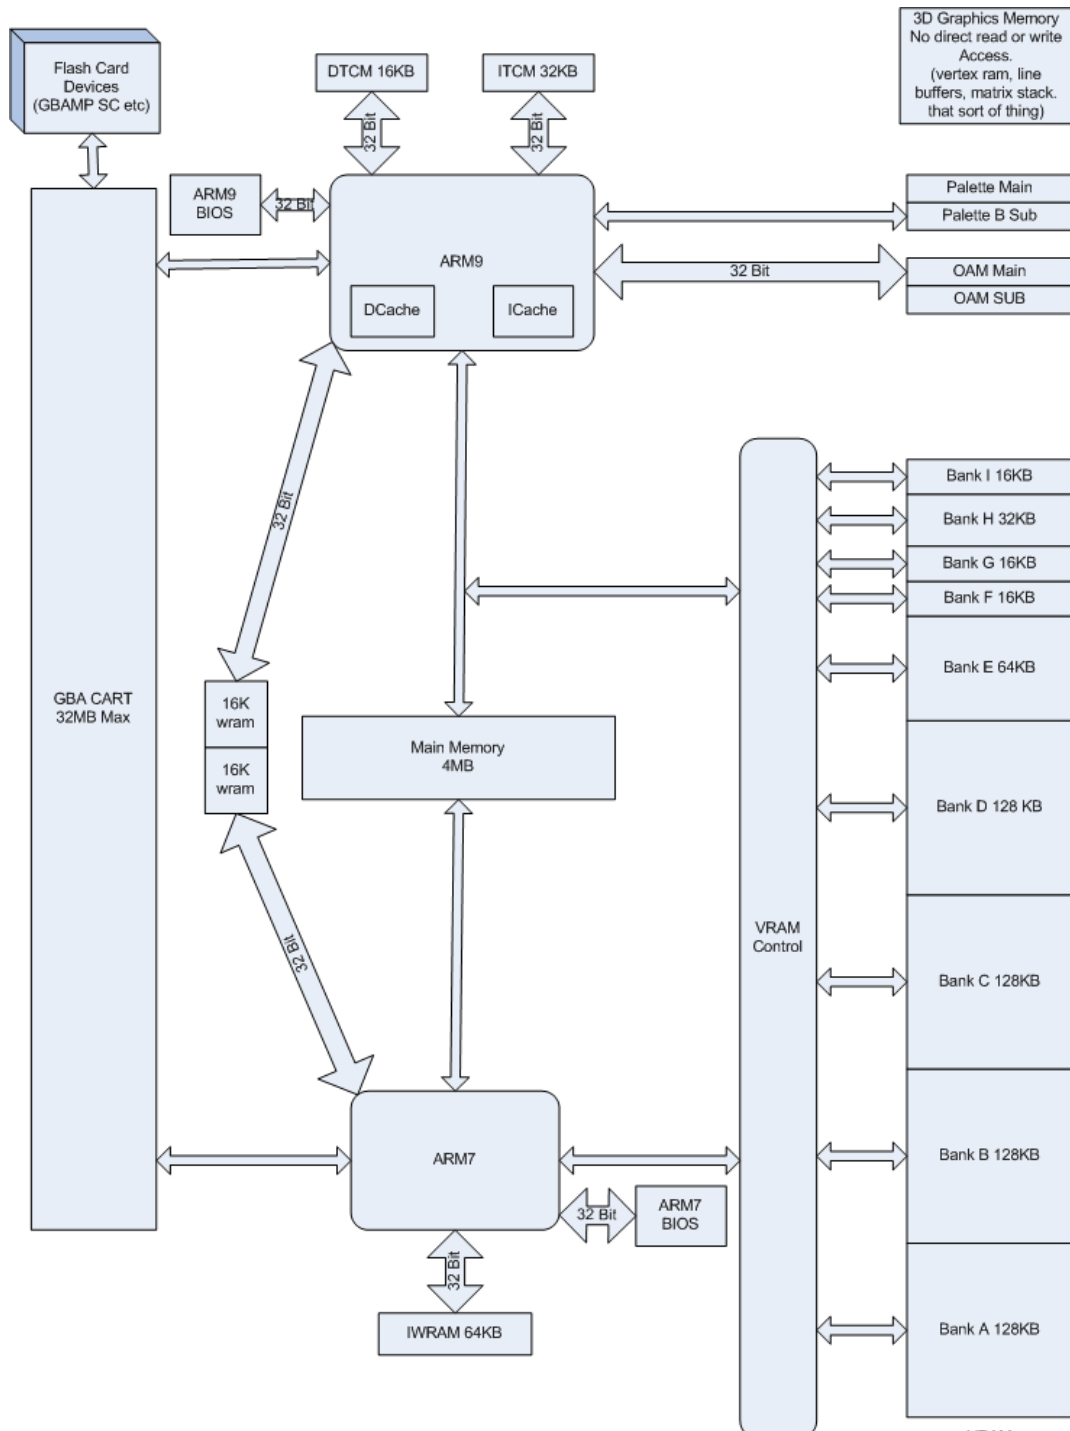 3D Graphics Memory
No direct read or write
Access.
(vertex ram, line
buffers, matrix stack.
that sort of thing)
Flash Card
Devices
(GBAMP SC etc)
DTCM 16KB
ITCM 32KB
32 Bit
32 Bit
ARM9
BIOS
32 Bit
Palette Main
Palette B Sub
ARM9
32 Bit
OAM Main
OAM SUB
DCache
ICache
32 Bit
Bank I 16KB
Bank H 32KB
Bank G 16KB
Bank F 16KB
Bank E 64KB
GBA CART
32MB Max
16K
wram
16K
wram
Main Memory
4MB
Bank D 128 KB
VRAM
Control
32 Bit
Bank C 128KB
ARM7
Bank B 128KB
32 Bit
ARM7
BIOS
32 Bit
IWRAM 64KB
Bank A 128KB